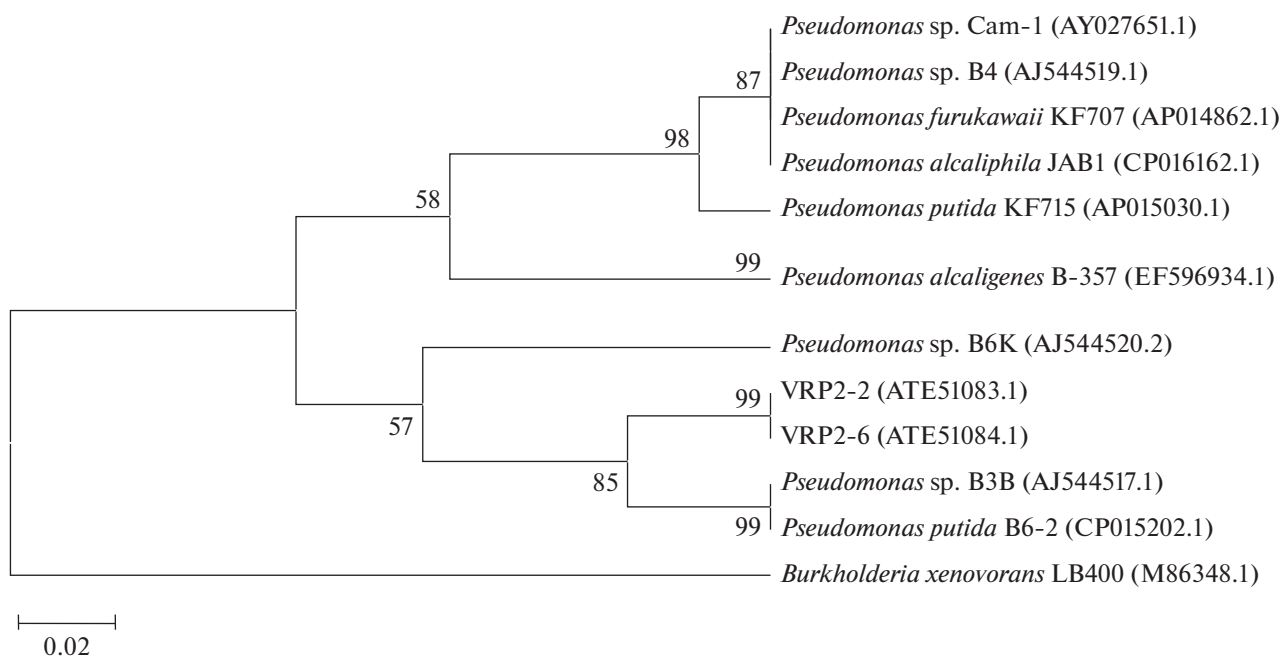 Pseudomonas sp. Cam-1 (AY027651.1)
87
Pseudomonas sp. B4 (AJ544519.1)
Pseudomonas furukawaii KF707 (AP014862.1)
98
Pseudomonas alcaliphila JAB1 (CP016162.1)
58
Pseudomonas putida KF715 (AP015030.1)
99
Pseudomonas alcaligenes B-357 (EF596934.1)
Pseudomonas sp. B6K (AJ544520.2)
99
VRP2-2 (ATE51083.1)
57
VRP2-6 (ATE51084.1)
85
Pseudomonas sp. B3B (AJ544517.1)
99
Pseudomonas putida B6-2 (CP015202.1)
Burkholderia xenovorans LB400 (M86348.1)
0.02